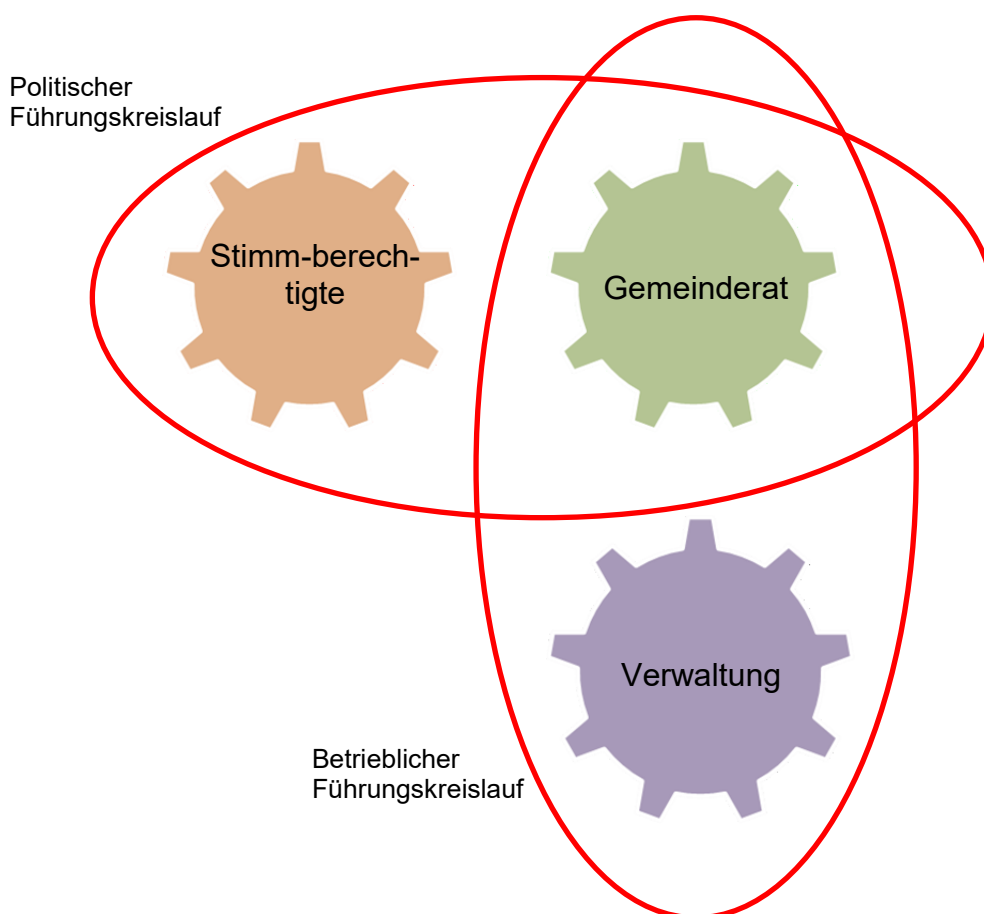 Politischer
Führungskreislauf
Stimm-berech-
tigte
Gemeinderat
Verwaltung
Betrieblicher
Führungskreislauf